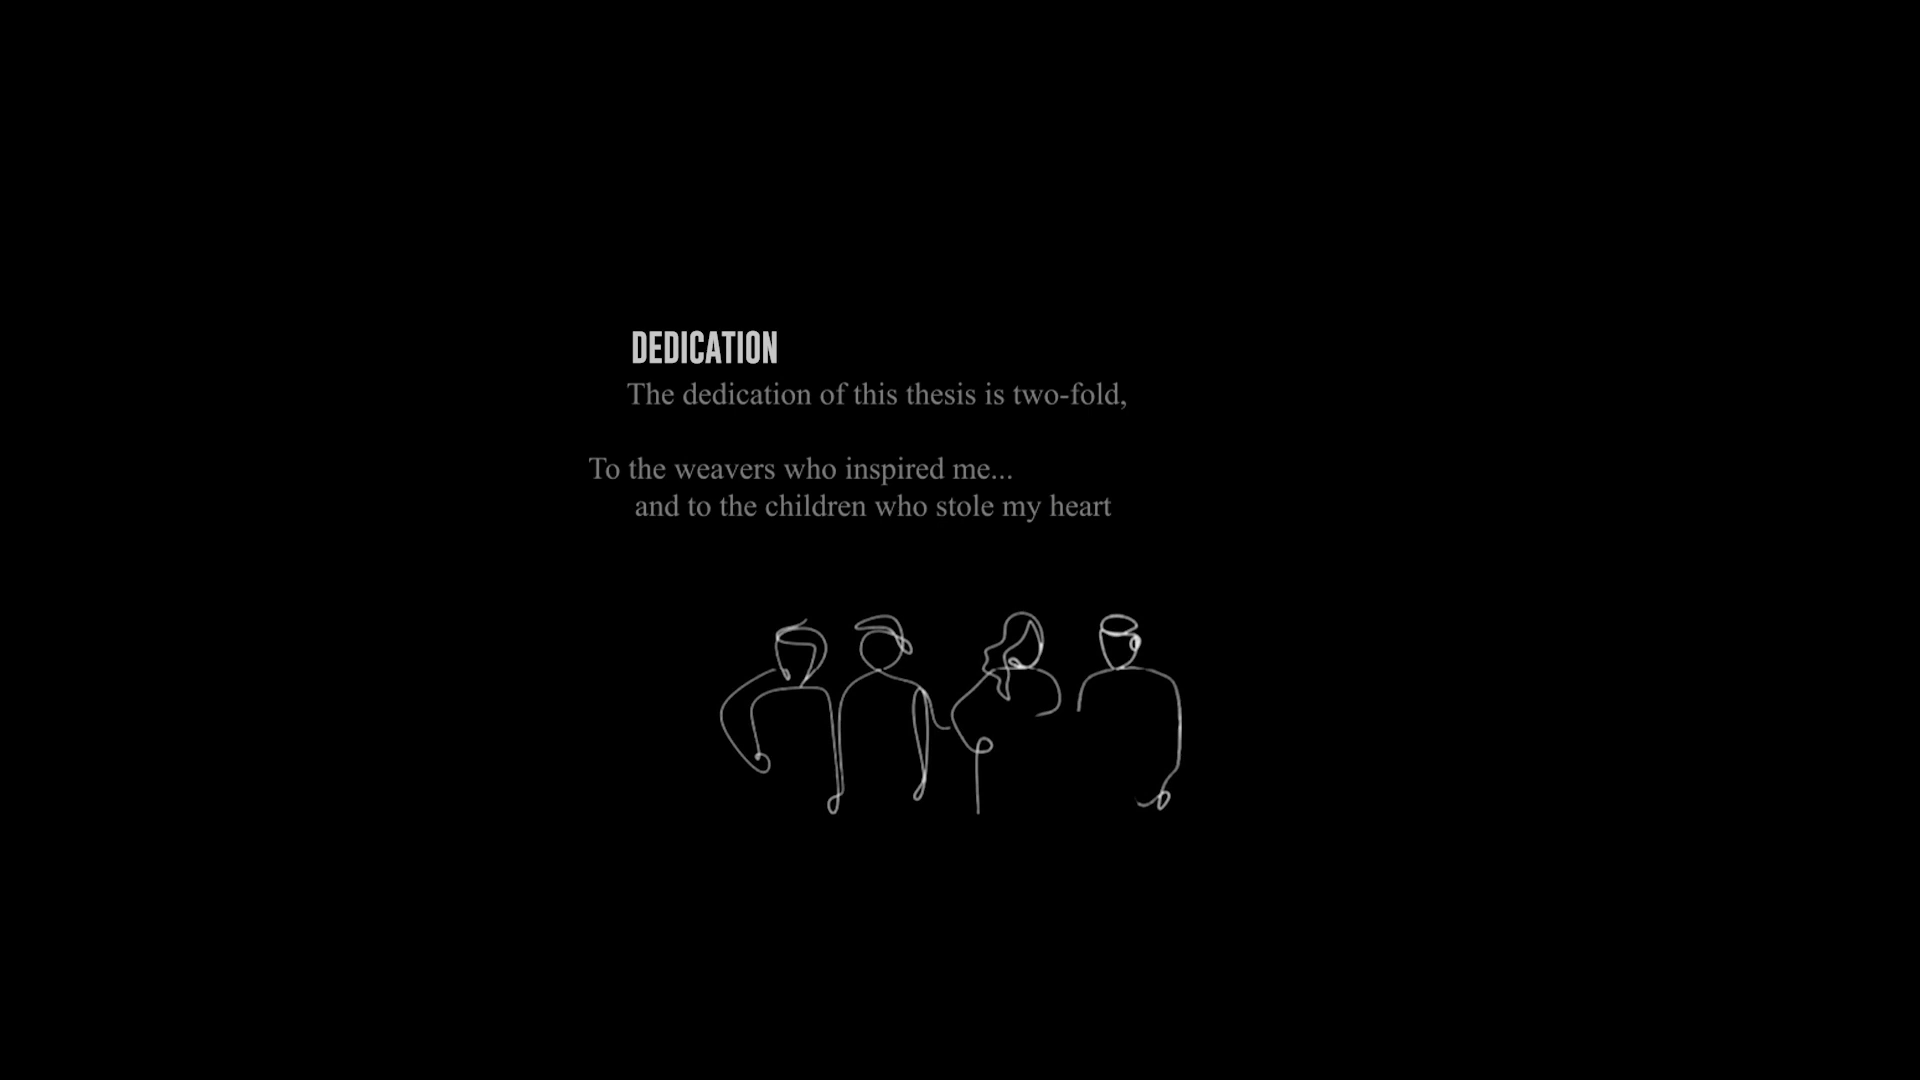 DEDICATION
The dedication of this thesis is two-fold,
To the weavers who inspired me...
and to the children who stole my heart